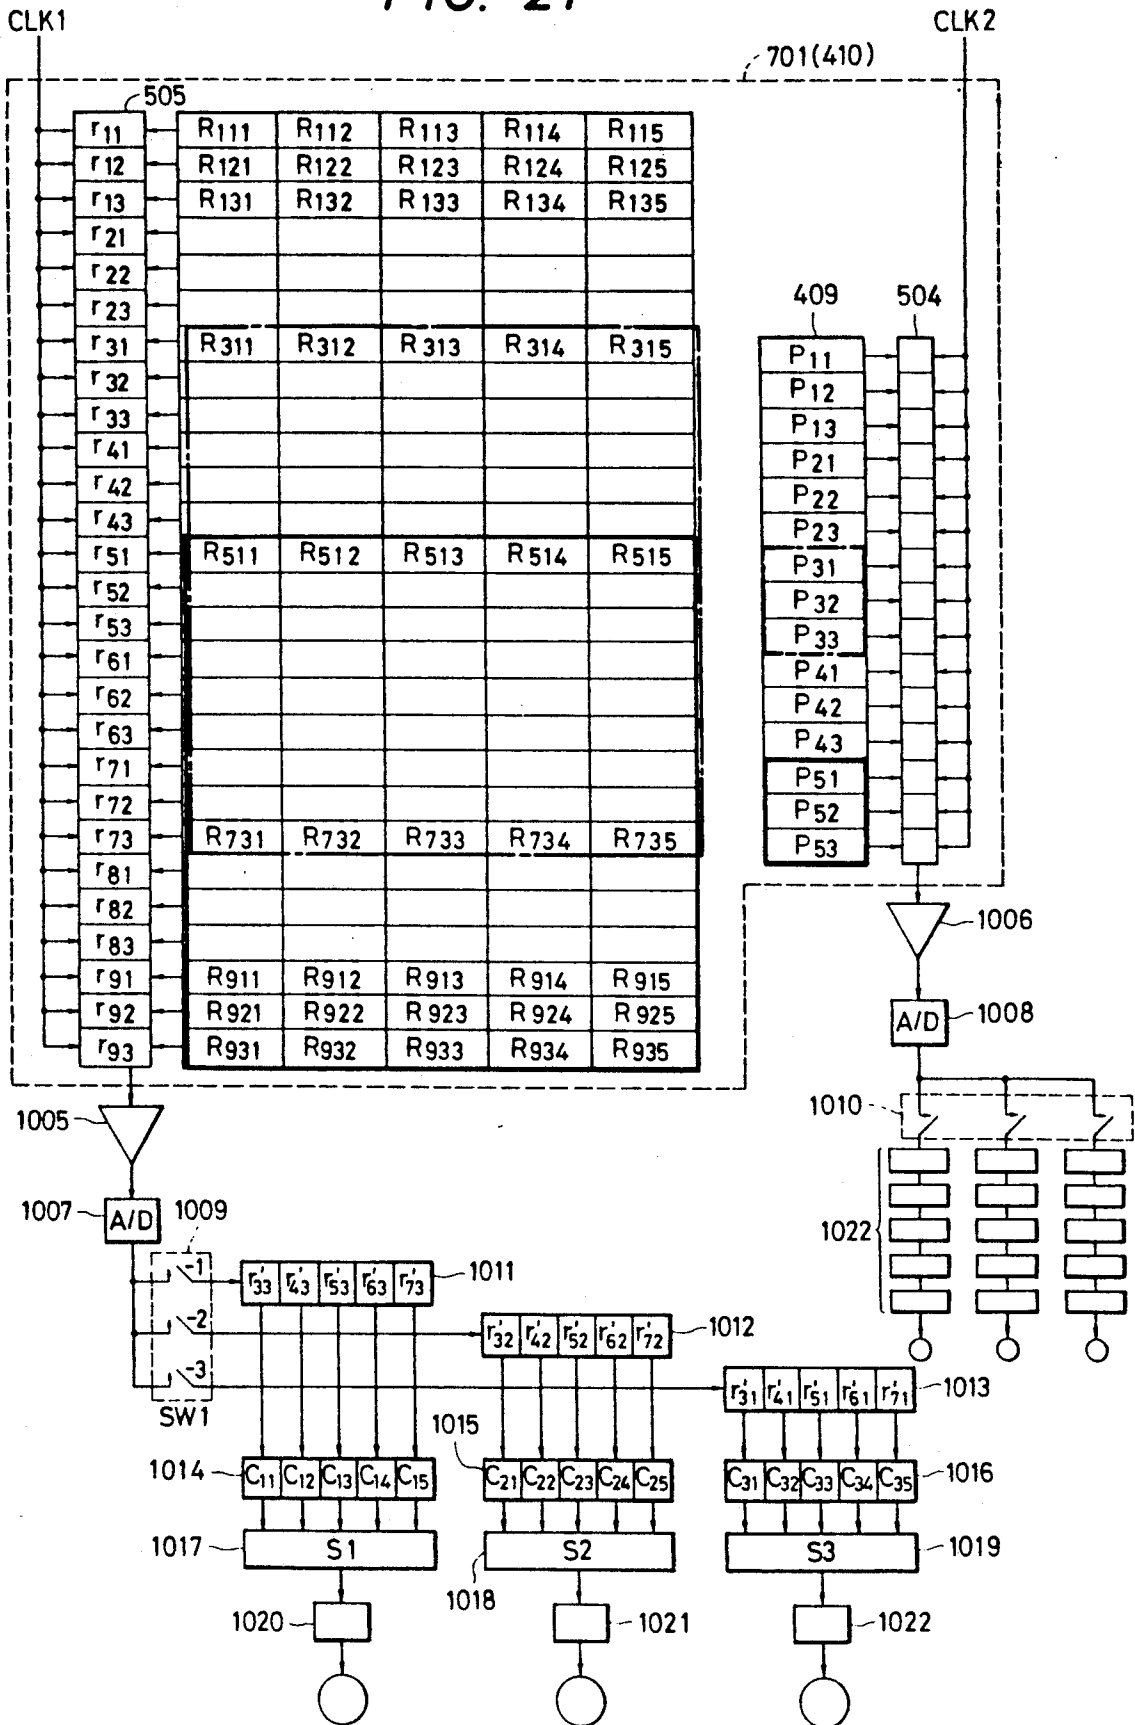 FIG. 21
CLK1
CLK2
701(410)
505
r11 R111 R112 R113 R114 R115
r12 R121 R122 R123 R124 R125
r13 R131 R132 R133 R134 R135
r21
r22
r23
409 504
r31 R311 R312 R313 R314 R315
P11
r32
P12
r33
P13
r41
P21
r42
P22
r43
P23
r51 R511 R512 R513 R514 R515
P31
r52
P32
r53
P33
r61
P41
r62
P42
r63
P43
r71
P51
r72
P52
r73 R731 R732 R733 R734 R735
P53
r81
r82
r83
1006
r91 R911 R912 R913 R914 R915
r92 R921 R922 R923 R924 R925
A/D 1008
r93 R931 R932 R933 R934 R935
1005
1010
1007 A/D 1009
1022
-1 r'33 r'43 r'53 r'63 r'73 1011
-2 r'32 r'42 r'52 r'62 r'72 1012
-3 r'31 r'41 r'51 r'61 r'71 1013
SW1
1014 C11 C12 C13 C14 C15
1015 C21 C22 C23 C24 C25
C31 C32 C33 C34 C35 1016
1017 S1
S2 1018
S3 1019
1020
1021
1022